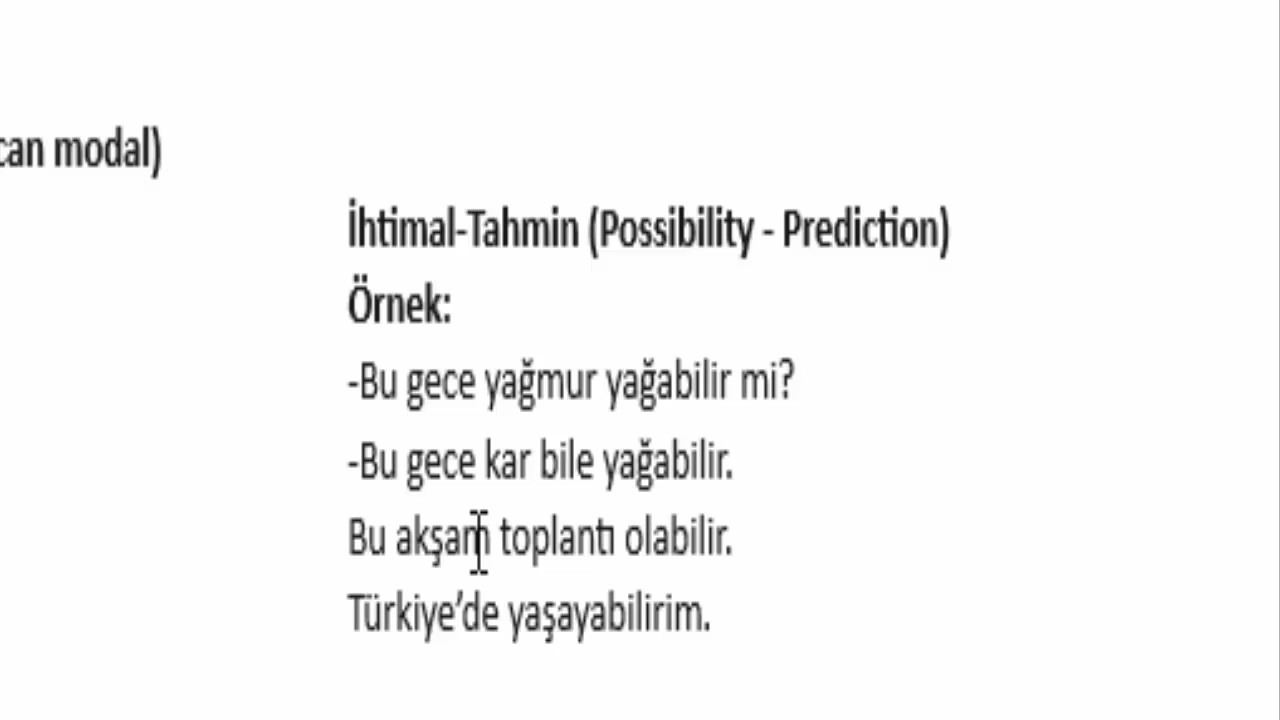 can modal)
İhtimal-Tahmin (Possibility - Prediction)
Örnek:
-Bu gece yağmur yağabilir mi?
-Bu gece kar bile yağabilir.
Bu akşam toplantı olabilir.
Türkiye’de yaşayabilirim.